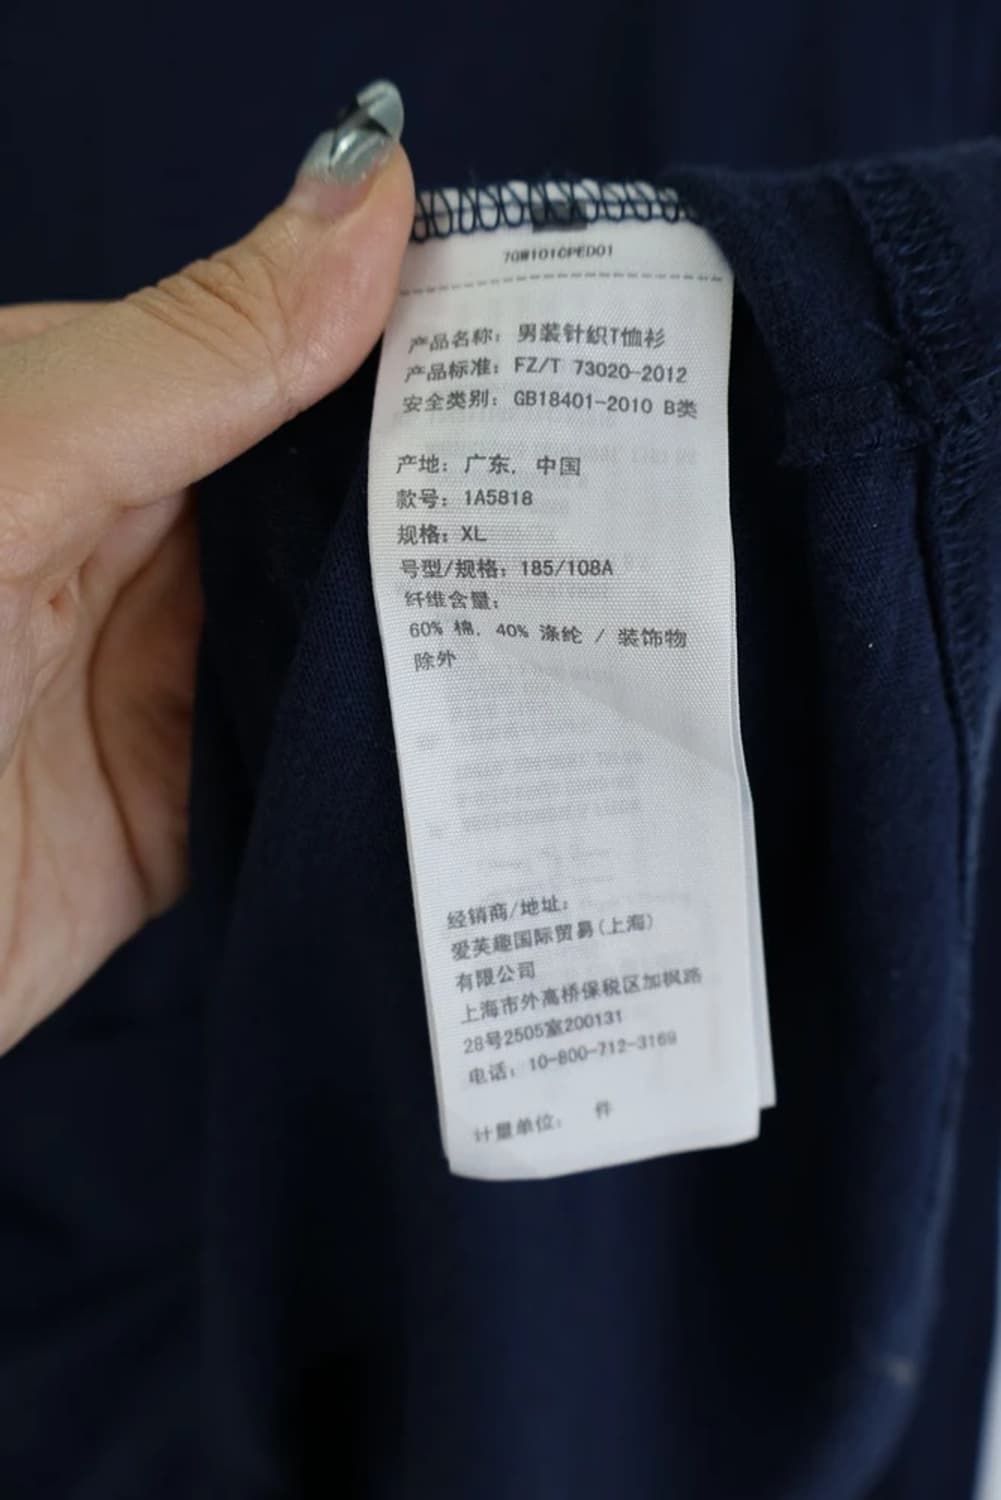 7GW101CPED01
产品名称: 男装针织T恤衫
产品标准: FZ/T 73020-2012
安全类别: GB18401-2010 B类
产地: 广东, 中国
款号: 1A5818
规格: XL
号型/规格: 185/108A
纤维含量:
60% 棉, 40% 涤纶 / 装饰物
除外
经销商/地址:
爱芙趣国际贸易(上海)
有限公司
上海市外高桥保税区加枫路
28号2505室200131
电话: 10-800-712-3169
计量单位: 件